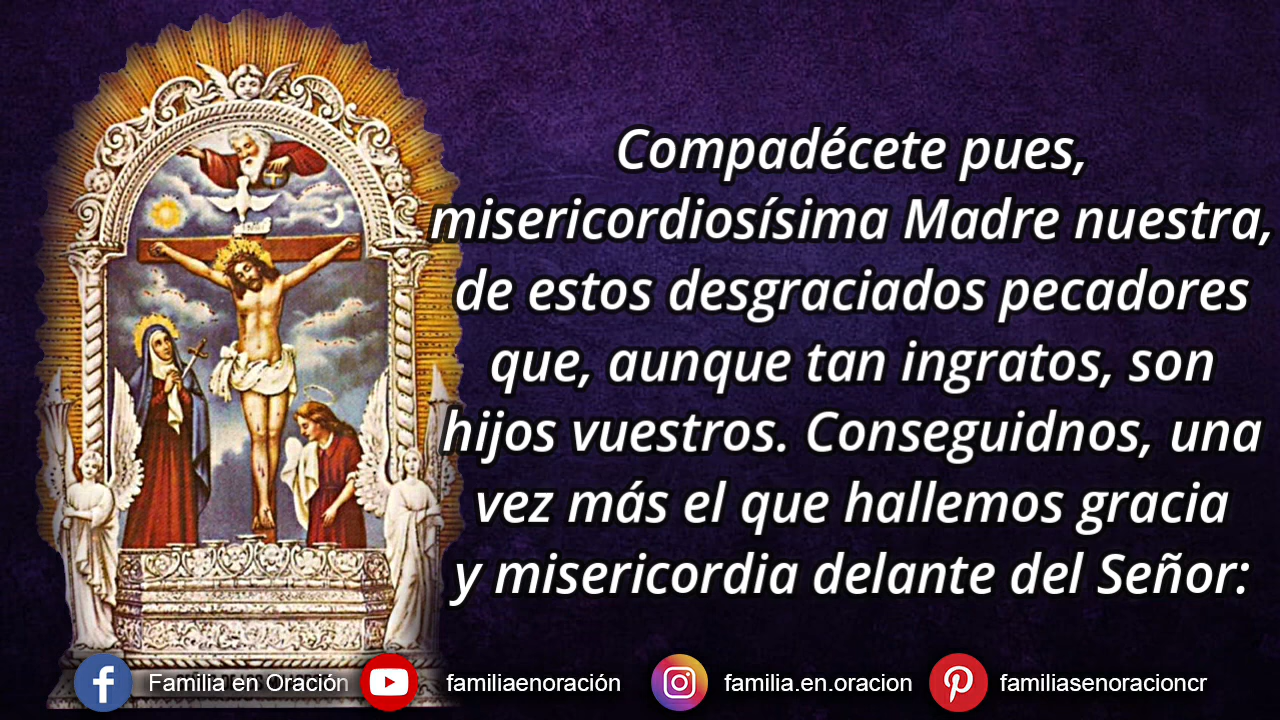 Compadécete pues,
misericordiosísima Madre nuestra,
de estos desgraciados pecadores
que, aunque tan ingratos, son
hijos vuestros. Conseguidnos, una
vez más el que hallemos gracia
y misericordia delante del Señor:
Familia en Oración
familiaenoración
familia.en.oracion
familiasenoracioncr